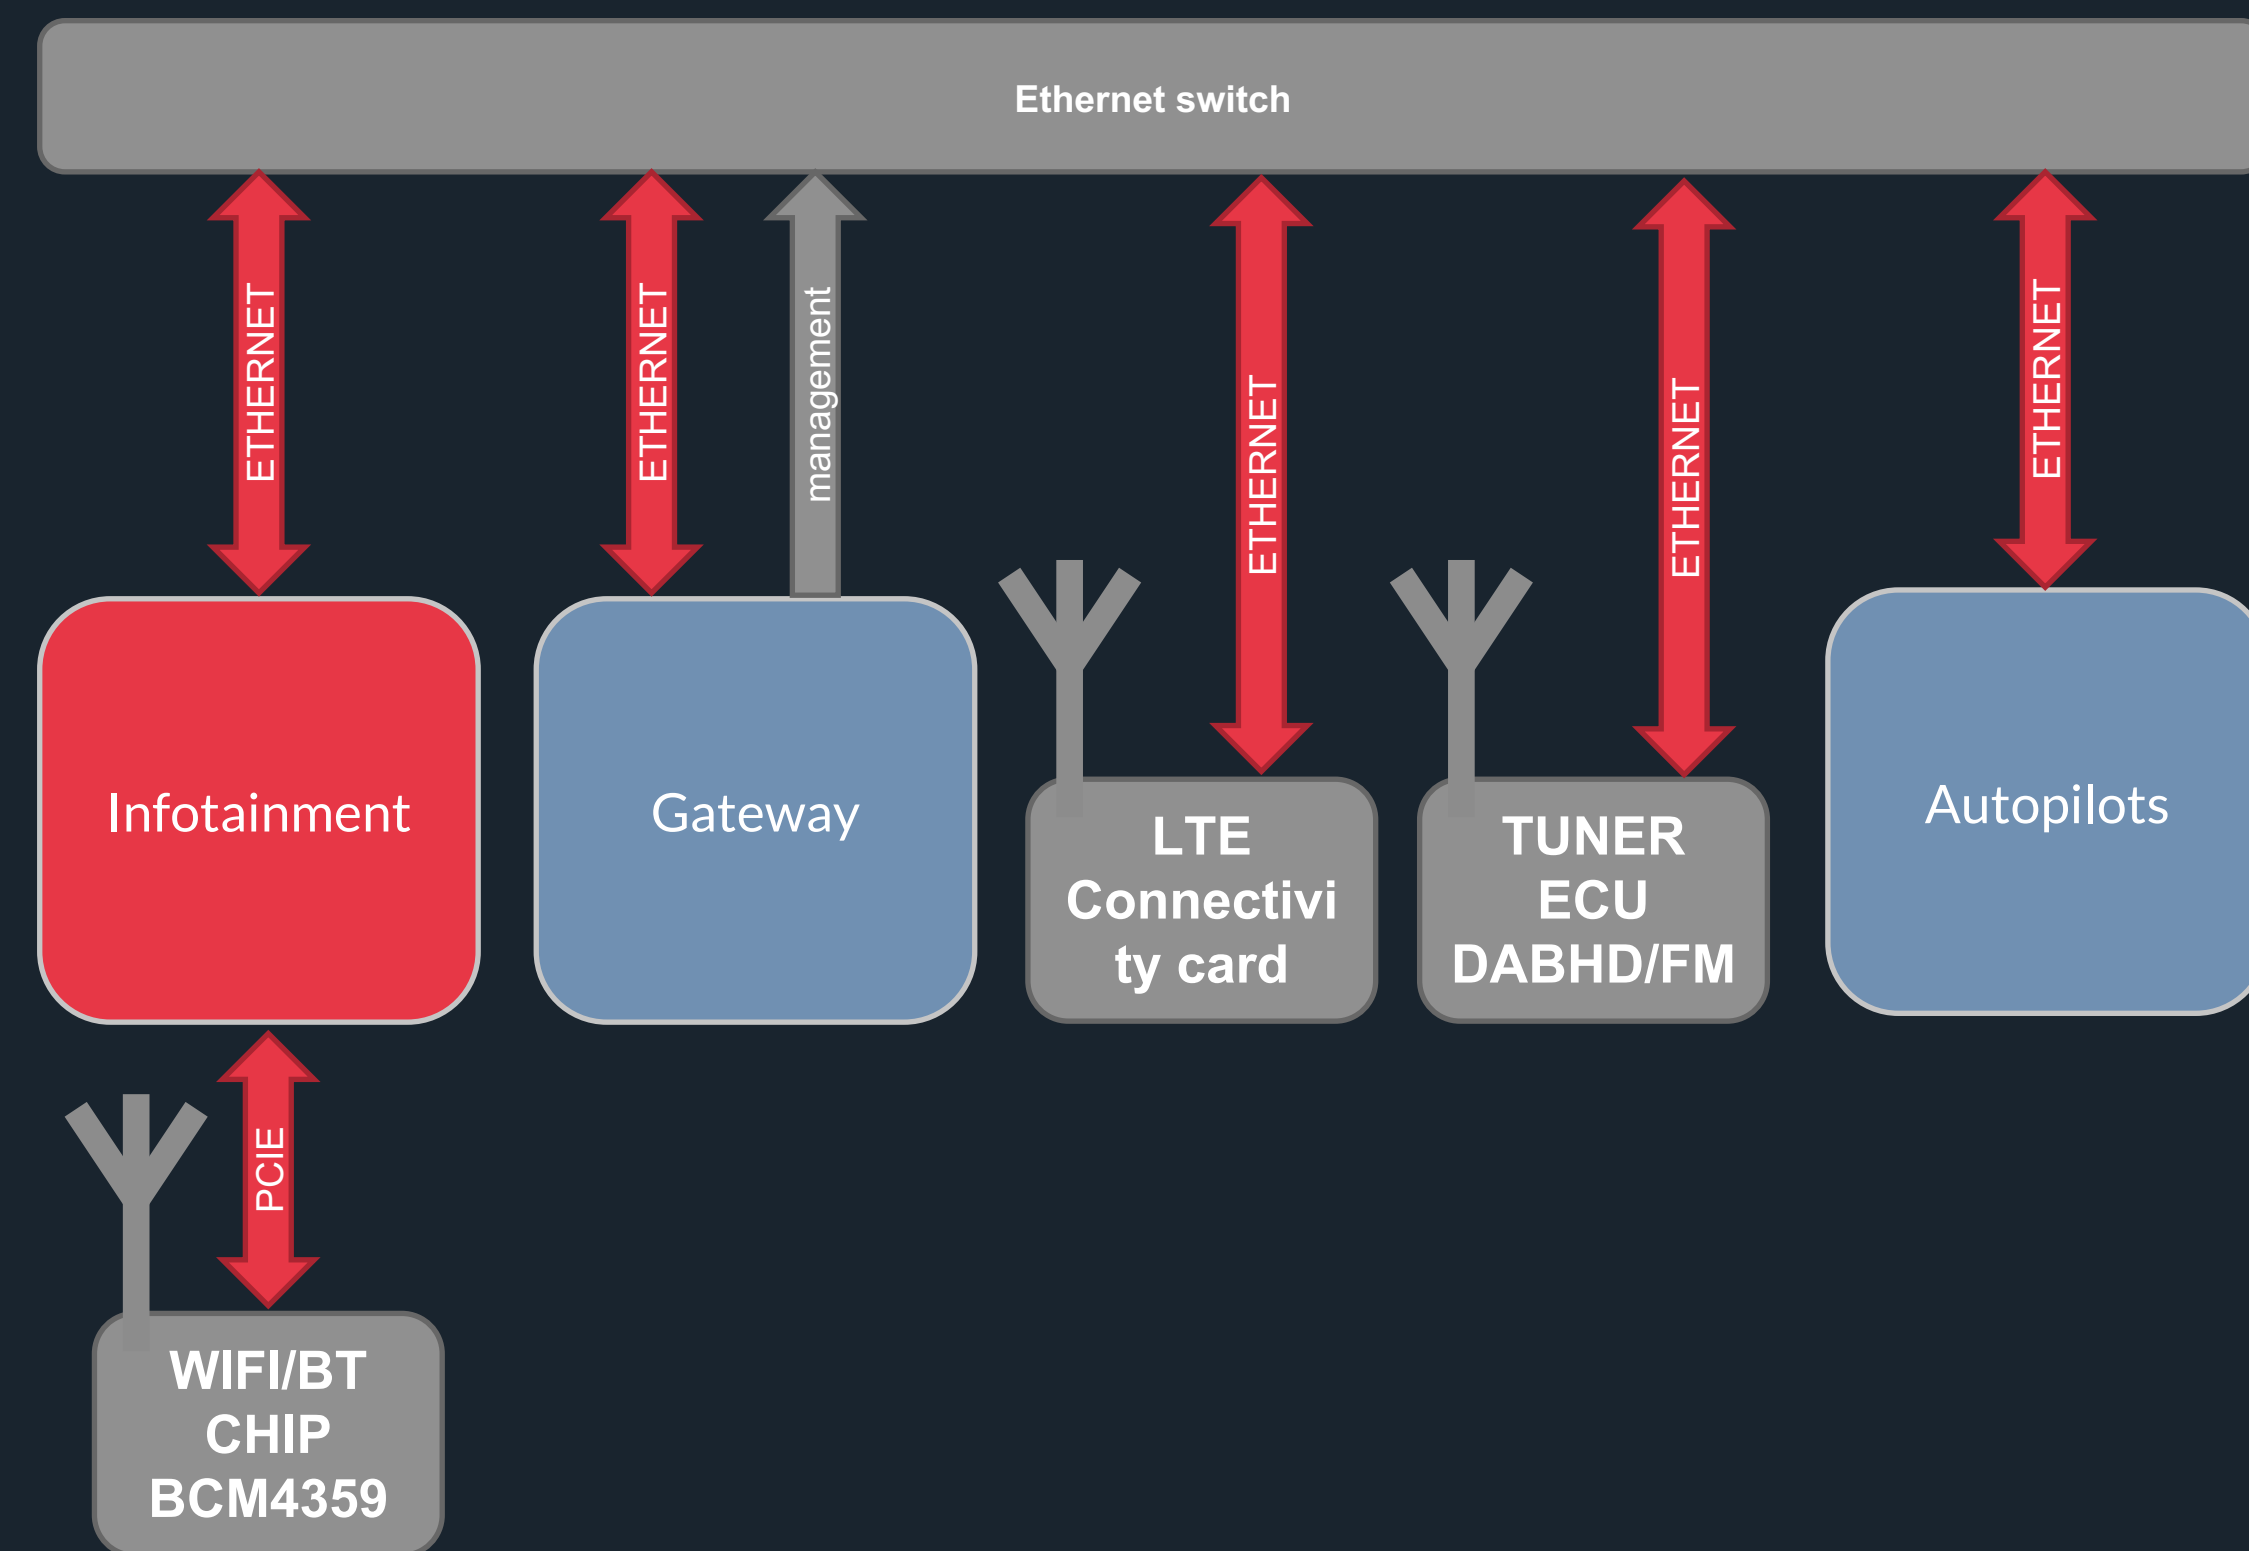 Ethernet switch
ETHERNET
ETHERNET
management
ETHERNET
ETHERNET
ETHERNET
Infotainment
Gateway
LTE
Connectivi
ty card
TUNER
ECU
DABHD/FM
Autopilots
PCIE
WIFI/BT
CHIP
BCM4359